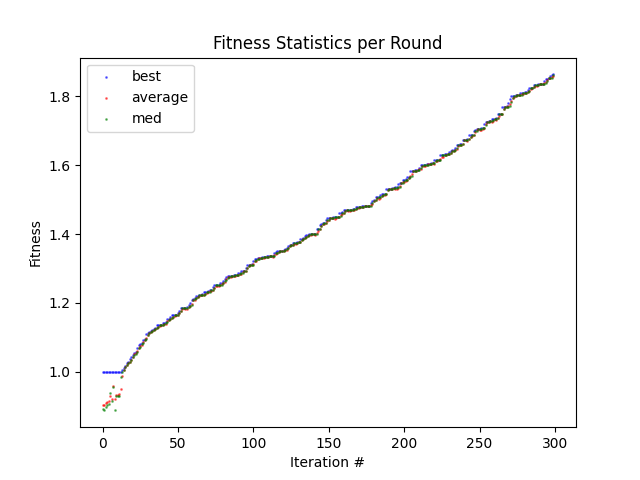 Fitness Statistics per Round
best
average
med
Fitness
1.8
1.6
1.4
1.2
1.0
0 50 100 150 200 250 300
Iteration #